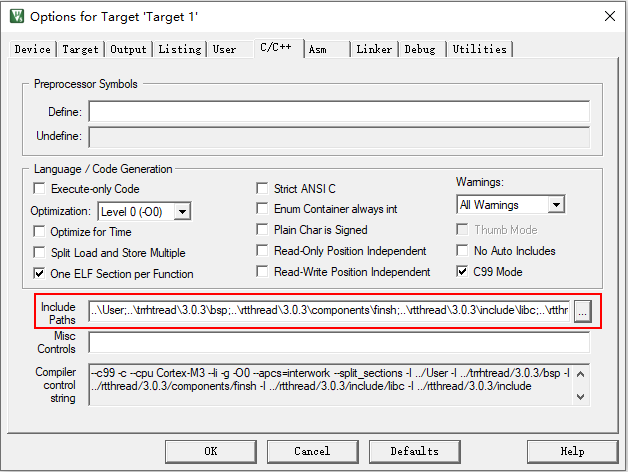 Options for Target 'Target 1'
Device Target Output Listing User C/C++ Asm Linker Debug Utilities
Preprocessor Symbols
Define:
Undefine:
Language / Code Generation
Execute-only Code
Strict ANSI C
Warnings:
Optimization: Level 0 (-O0)
Enum Container always int
All Warnings
Optimize for Time
Plain Char is Signed
Thumb Mode
Split Load and Store Multiple
Read-Only Position Independent
No Auto Includes
One ELF Section per Function
Read-Write Position Independent
C99 Mode
Include Paths
..\User;..\trrhtread\3.0.3\bsp;..\rtthread\3.0.3\components\finsh;..\rtthread\3.0.3\include\libc;..\rtthr
...
Misc Controls
Compiler control string
--c99 -c --cpu Cortex-M3 --li -g -O0 --apcs=interwork --split_sections -I ../User -I ../trrhtread/3.0.3/bsp -I
../rtthread/3.0.3/components/finsh -I ../rtthread/3.0.3/include/libc -I ../rtthread/3.0.3/include
OK Cancel Defaults Help